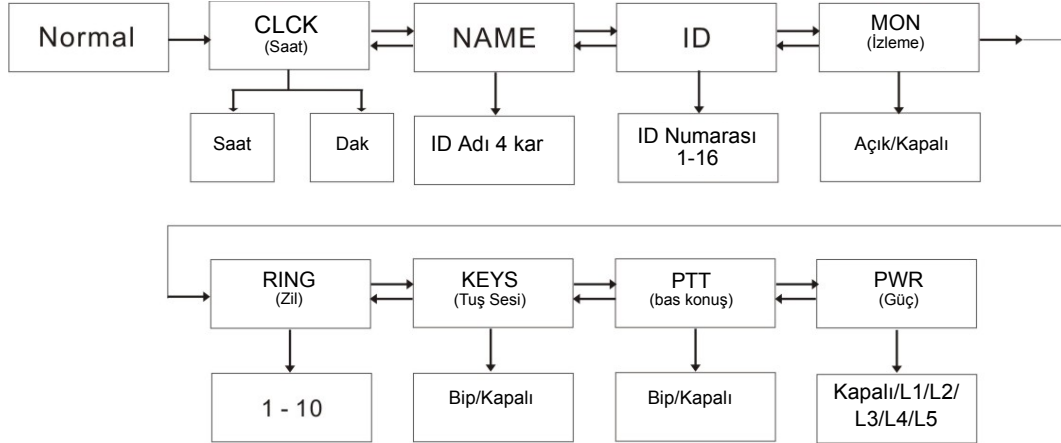 Normal
CLCK
(Saat)
NAME
ID
MON
(İzleme)
Saat
Dak
ID Adı 4 kar
ID Numarası
1-16
Açık/Kapalı
RING
(Zil)
KEYS
(Tuş Sesi)
PTT
(bas konuş)
PWR
(Güç)
1 - 10
Bip/Kapalı
Bip/Kapalı
Kapalı/L1/L2/
L3/L4/L5